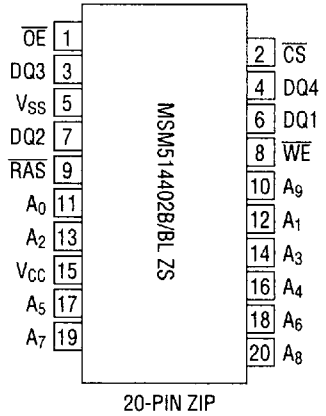 OE 1
2 CS
DQ3 3
4 DQ4
VSS 5
6 DQ1
DQ2 7
8 WE
RAS 9
10 A9
A0 11
12 A1
A2 13
14 A3
VCC 15
16 A4
A5 17
18 A6
A7 19
20 A8
MSM514402B/BL ZS
20-PIN ZIP